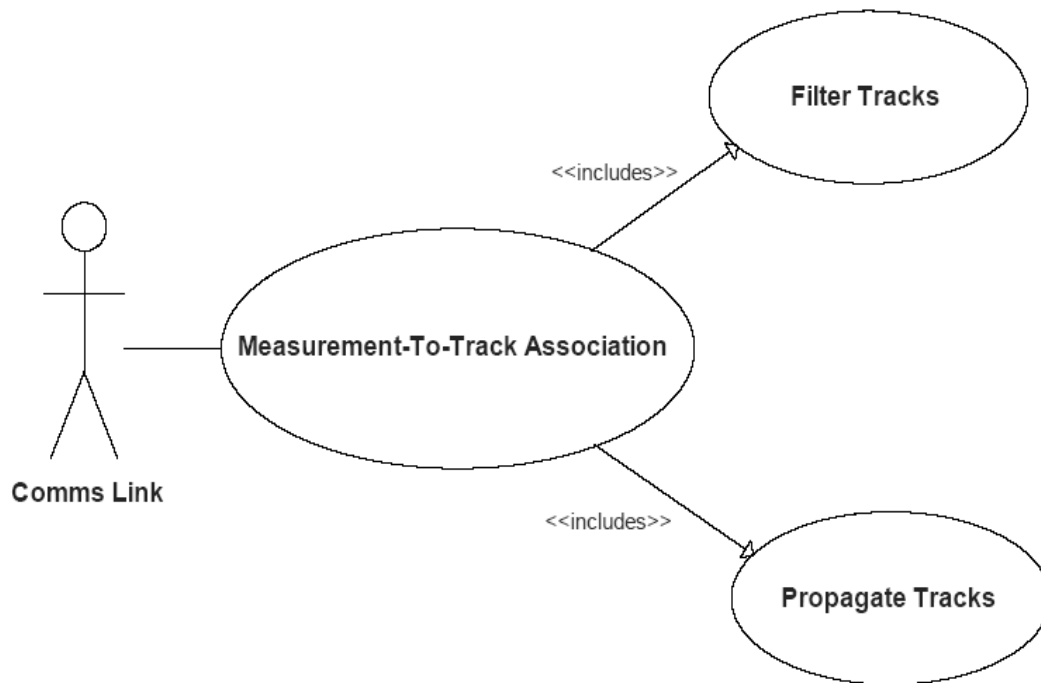 Filter Tracks
<<includes>>
Measurement-To-Track Association
Comms Link
<<includes>>
Propagate Tracks